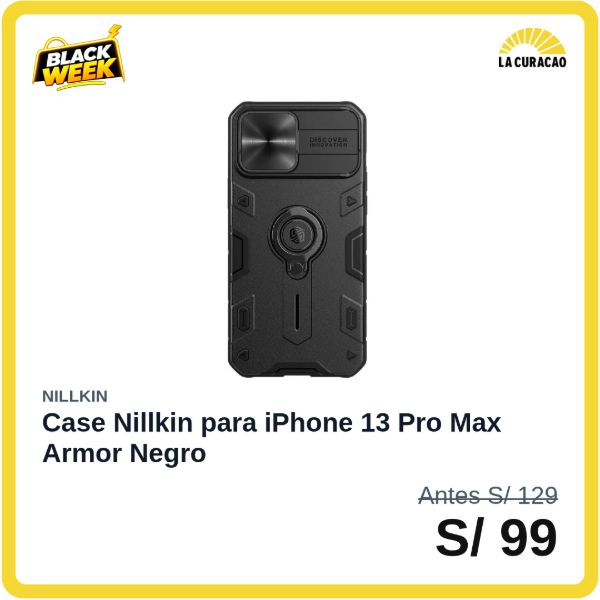 BLACK
WEEK
LA CURACAO
DISCOVER
INNOVATION
NILLKIN
Case Nillkin para iPhone 13 Pro Max
Armor Negro
Antes S/ 129
S/ 99